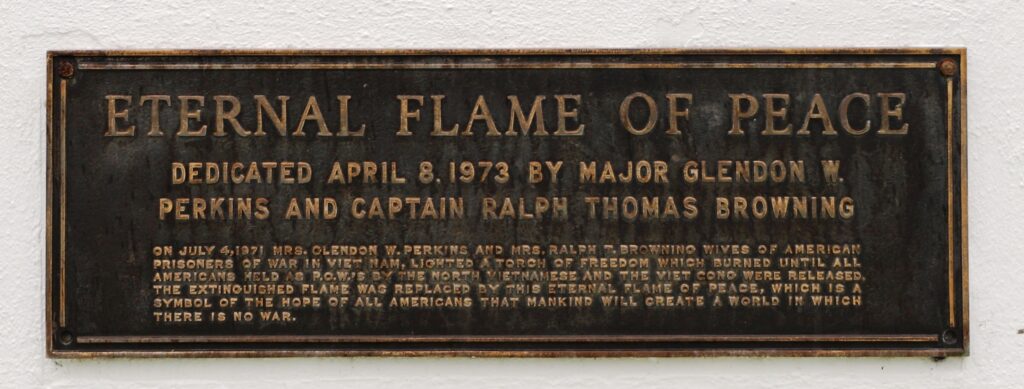 ETERNAL FLAME OF PEACE
DEDICATED APRIL 8, 1973 BY MAJOR GLENDON W.
PERKINS AND CAPTAIN RALPH THOMAS BROWNING
ON JULY 4, 1971 MRS. GLENDON W. PERKINS AND MRS. RALPH T. BROWNING WIVES OF AMERICAN
PRISONERS OF WAR IN VIET NAM, LIGHTED A TORCH OF FREEDOM WHICH BURNED UNTIL ALL
AMERICANS HELD AS P.O.W.'S BY THE NORTH VIETNAMESE AND THE VIET CONG WERE RELEASED.
THE EXTINGUISHED FLAME WAS REPLACED BY THIS ETERNAL FLAME OF PEACE, WHICH IS A
SYMBOL OF THE HOPE OF ALL AMERICANS THAT MANKIND WILL CREATE A WORLD IN WHICH
THERE IS NO WAR.